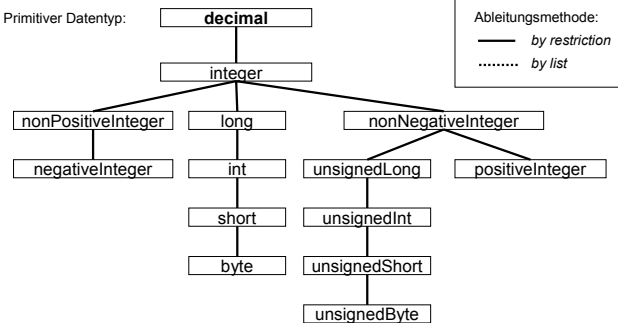 Primitiver Datentyp:
decimal
Ableitungsmethode:
by restriction
by list
integer
nonPositiveInteger
long
nonNegativeInteger
negativeInteger
int
unsignedLong
positiveInteger
short
unsignedInt
byte
unsignedShort
unsignedByte